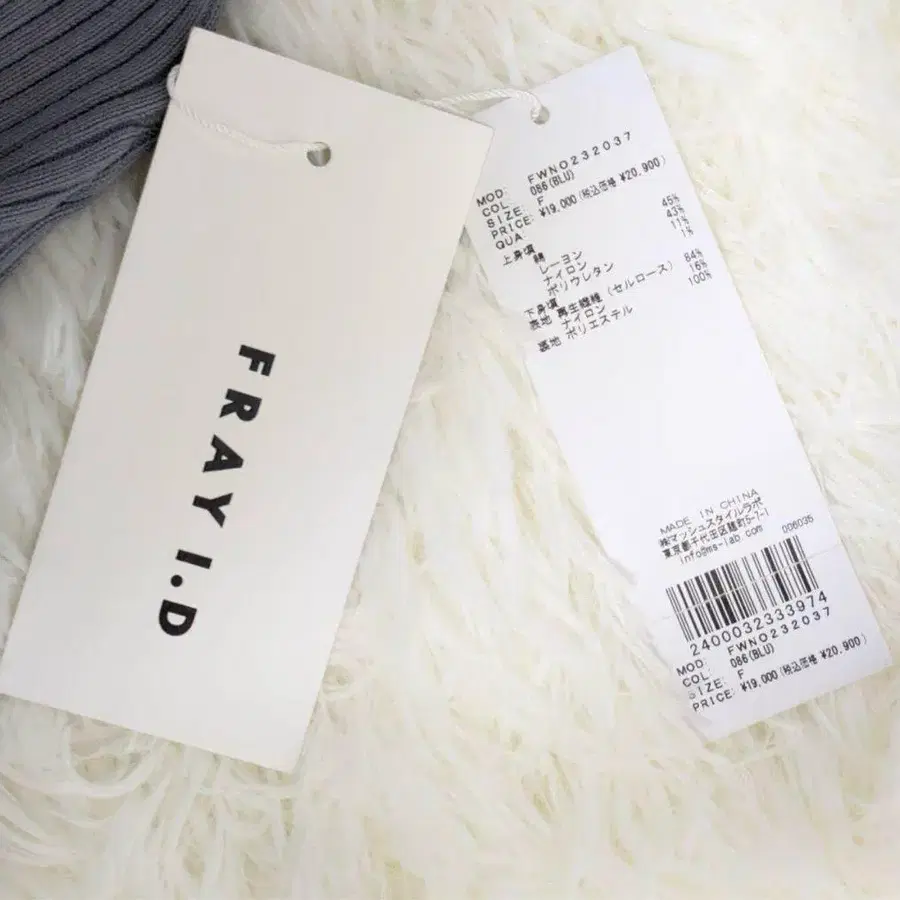 FRAY I.D
MOD: FWNO232037
COL: 086(BLU)
SIZE: F
PRICE: ¥19,000(税込価格 ¥20,900)
QUA:
上身頃 綿 45%
レーヨン 43%
ナイロン 11%
ポリウレタン 1%
下身頃
表地 再生繊維(セルロース) 84%
ナイロン 16%
裏地 ポリエステル 100%
MADE IN CHINA
㈱マッシュスタイルラボ
東京都千代田区麹町5-7-1
info@ms-lab.com 006035
2400032333974
MOD: FWNO232037
COL: 086(BLU)
SIZE: F
PRICE: ¥19,000(税込価格 ¥20,900)